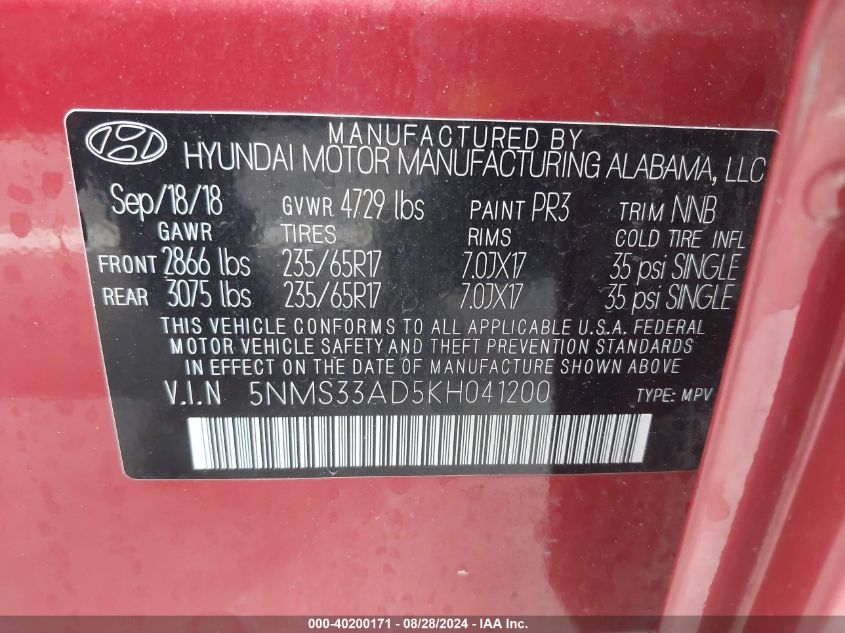 MANUFACTURED BY
HYUNDAI MOTOR MANUFACTURING ALABAMA, LLC
Sep/18/18 GVWR 4729 lbs PAINT PR3 TRIM NNB
GAWR TIRES RIMS COLD TIRE INFL
FRONT 2866 lbs 235/65R17 7.0JX17 35 psi SINGLE
REAR 3075 lbs 235/65R17 7.0JX17 35 psi SINGLE
THIS VEHICLE CONFORMS TO ALL APPLICABLE U.S.A. FEDERAL
MOTOR VEHICLE SAFETY AND THEFT PREVENTION STANDARDS
IN EFFECT ON THE DATE OF MANUFACTURE SHOWN ABOVE
V.I.N 5NMS33AD5KH041200 TYPE: MPV
000-40200171 - 08/28/2024 - IAA Inc.